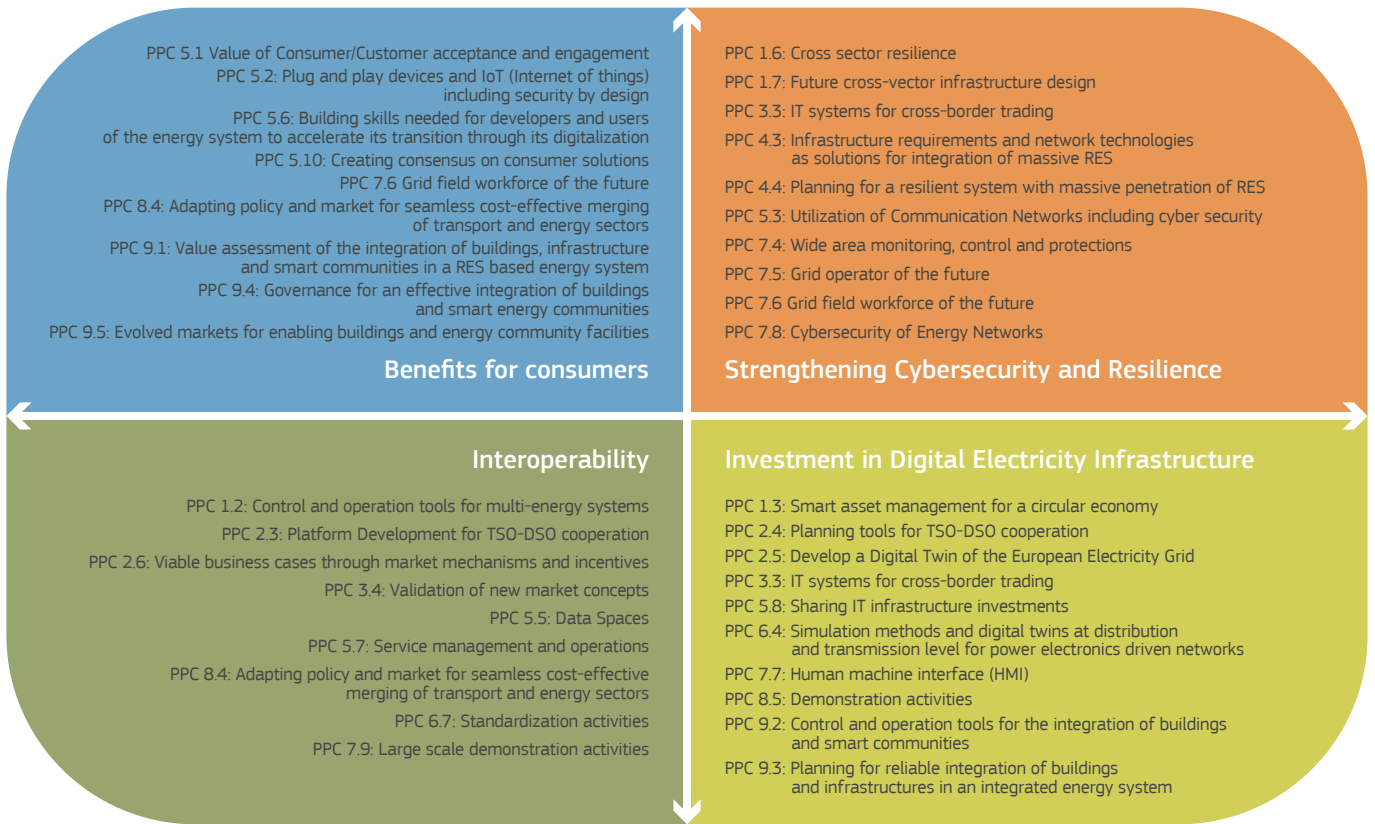 PPC 5.1 Value of Consumer/Customer acceptance and engagement
PPC 5.2: Plug and play devices and IoT (Internet of things)
including security by design
PPC 5.6: Building skills needed for developers and users
of the energy system to accelerate its transition through its digitalization
PPC 5.10: Creating consensus on consumer solutions
PPC 7.6 Grid field workforce of the future
PPC 8.4: Adapting policy and market for seamless cost-effective merging
of transport and energy sectors
PPC 9.1: Value assessment of the integration of buildings, infrastructure
and smart communities in a RES based energy system
PPC 9.4: Governance for an effective integration of buildings
and smart energy communities
PPC 9.5: Evolved markets for enabling buildings and energy community facilities
Benefits for consumers
PPC 1.6: Cross sector resilience
PPC 1.7: Future cross-vector infrastructure design
PPC 3.3: IT systems for cross-border trading
PPC 4.3: Infrastructure requirements and network technologies
as solutions for integration of massive RES
PPC 4.4: Planning for a resilient system with massive penetration of RES
PPC 5.3: Utilization of Communication Networks including cyber security
PPC 7.4: Wide area monitoring, control and protections
PPC 7.5: Grid operator of the future
PPC 7.6 Grid field workforce of the future
PPC 7.8: Cybersecurity of Energy Networks
Strengthening Cybersecurity and Resilience
Interoperability
PPC 1.2: Control and operation tools for multi-energy systems
PPC 2.3: Platform Development for TSO-DSO cooperation
PPC 2.6: Viable business cases through market mechanisms and incentives
PPC 3.4: Validation of new market concepts
PPC 5.5: Data Spaces
PPC 5.7: Service management and operations
PPC 8.4: Adapting policy and market for seamless cost-effective
merging of transport and energy sectors
PPC 6.7: Standardization activities
PPC 7.9: Large scale demonstration activities
Investment in Digital Electricity Infrastructure
PPC 1.3: Smart asset management for a circular economy
PPC 2.4: Planning tools for TSO-DSO cooperation
PPC 2.5: Develop a Digital Twin of the European Electricity Grid
PPC 3.3: IT systems for cross-border trading
PPC 5.8: Sharing IT infrastructure investments
PPC 6.4: Simulation methods and digital twins at distribution
and transmission level for power electronics driven networks
PPC 7.7: Human machine interface (HMI)
PPC 8.5: Demonstration activities
PPC 9.2: Control and operation tools for the integration of buildings
and smart communities
PPC 9.3: Planning for reliable integration of buildings
and infrastructures in an integrated energy system